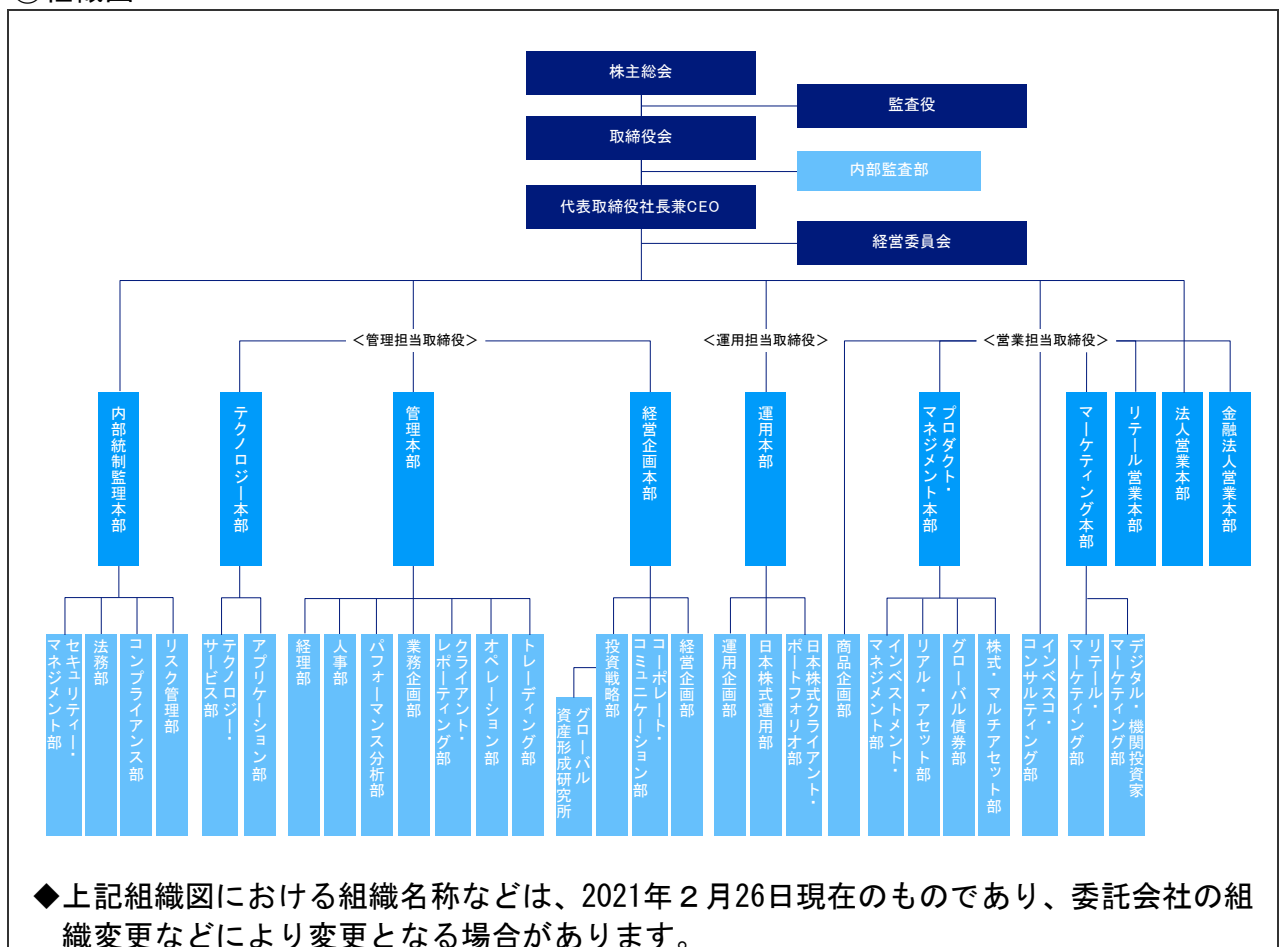 株主総会
監査役
取締役会
内部監査部
代表取締役社長兼CEO
経営委員会
＜管理担当取締役＞
＜運用担当取締役＞
＜営業担当取締役＞
内部統制監理本部
テクノロジー本部
管理本部
経営企画本部
運用本部
プロダクト・
マネジメント本部
マーケティング本部
リテール営業本部
法人営業本部
金融法人営業本部
セキュリティー・
マネジメント部
法務部
コンプライアンス部
リスク管理部
テクノロジー・
サービス部
アプリケーション部
経理部
人事部
パフォーマンス分析部
業務企画部
クライアント・
レポーティング部
オペレーション部
トレーディング部
グローバル
資産形成研究所
投資戦略部
コーポレート・
コミュニケーション部
経営企画部
運用企画部
日本株式運用部
日本株式クライアント・
ポートフォリオ部
商品企画部
インベストメント・
マネジメント部
リアル・アセット部
グローバル債券部
株式・マルチアセット部
インベスコ・
コンサルティング部
リテール・
マーケティング部
デジタル・機関投資家
マーケティング部
◆上記組織図における組織名称などは、2021年２月26日現在のものであり、委託会社の組
織変更などにより変更となる場合があります。